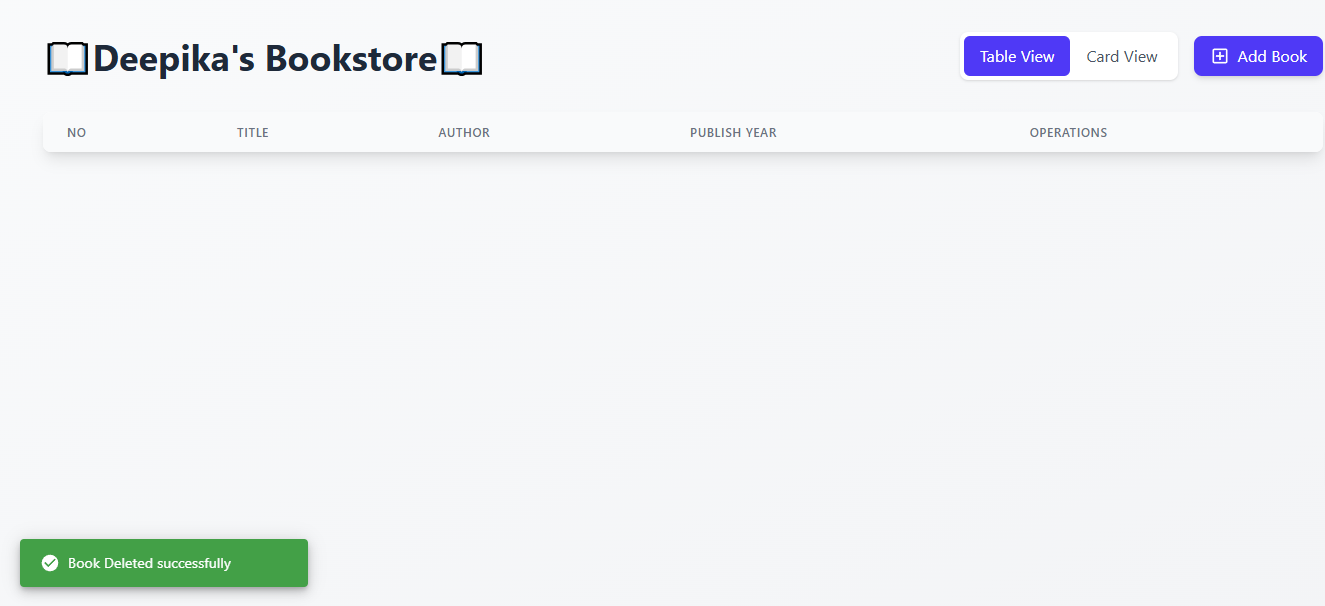 📖Deepika's Bookstore📖
Table View
Card View
Add Book
NO TITLE AUTHOR PUBLISH YEAR OPERATIONS
Book Deleted successfully